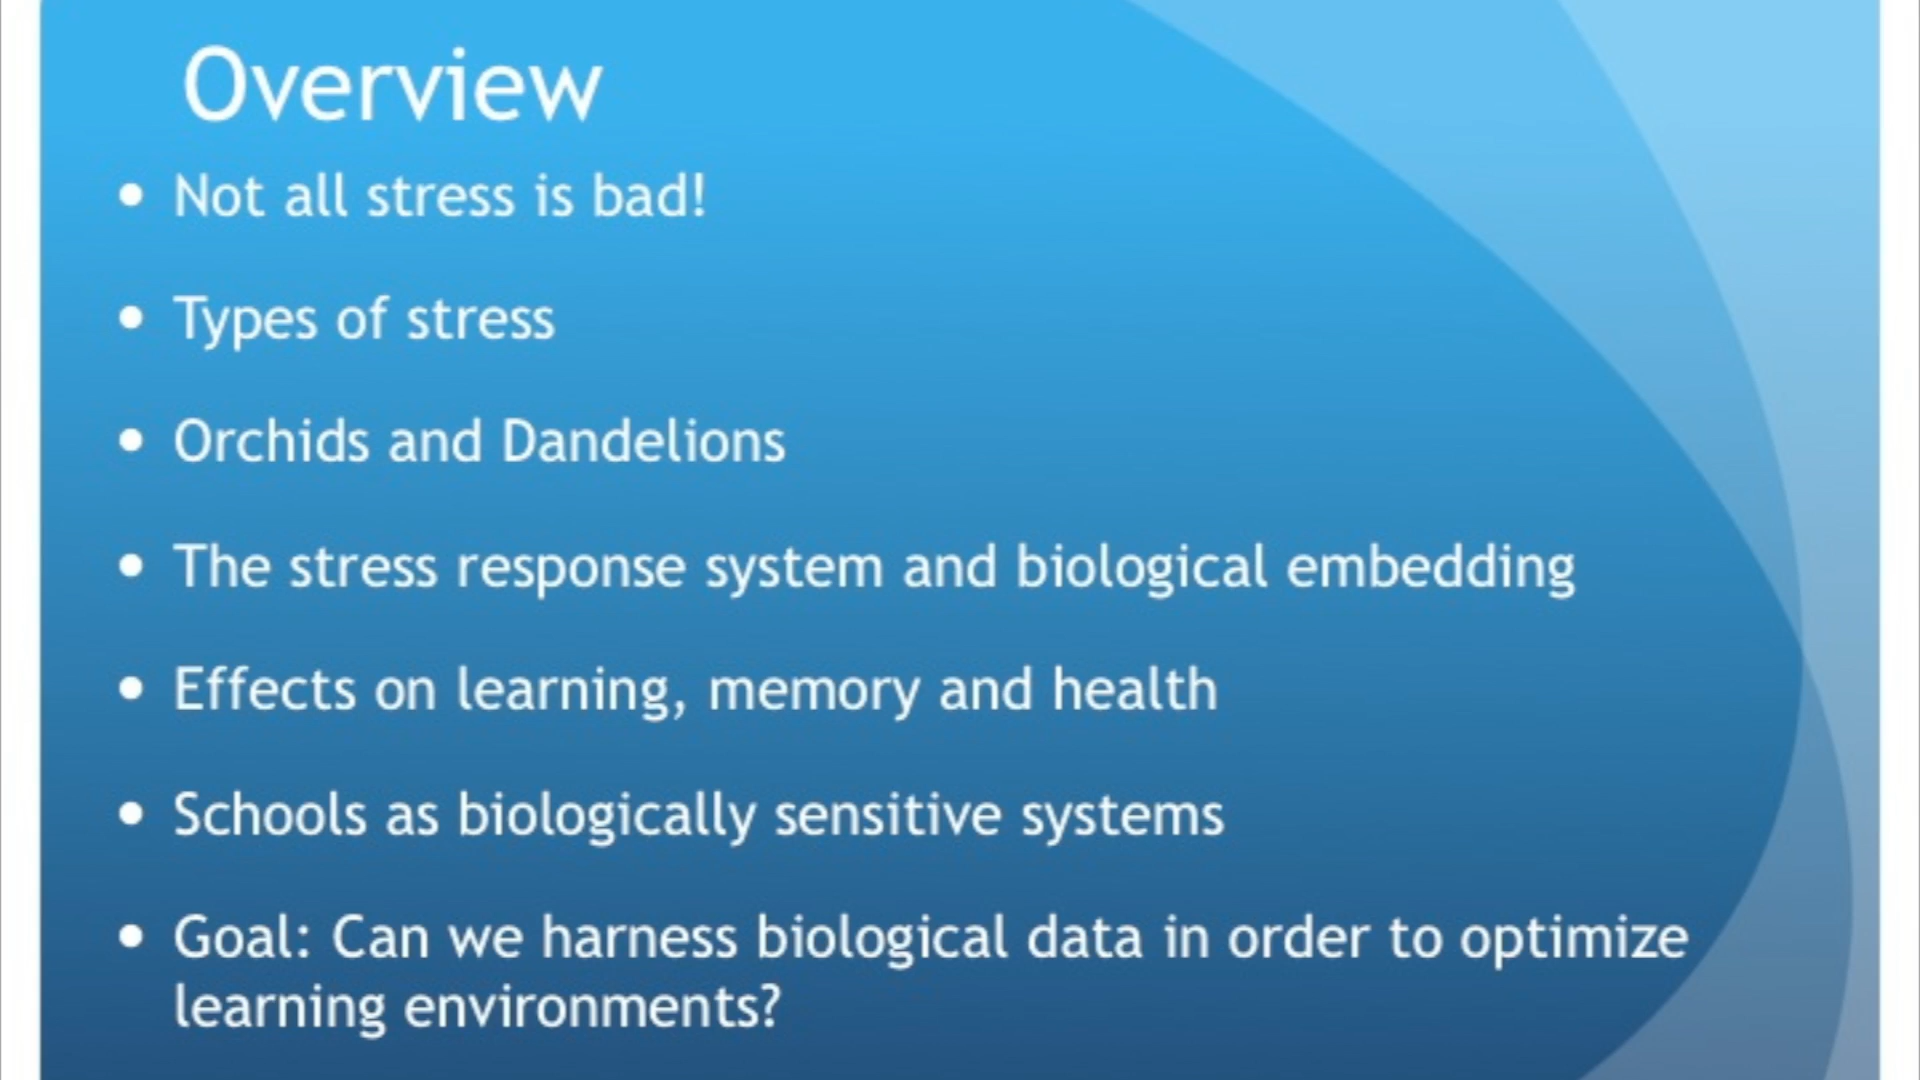 Overview
• Not all stress is bad!
• Types of stress
• Orchids and Dandelions
• The stress response system and biological embedding
• Effects on learning, memory and health
• Schools as biologically sensitive systems
• Goal: Can we harness biological data in order to optimize
learning environments?